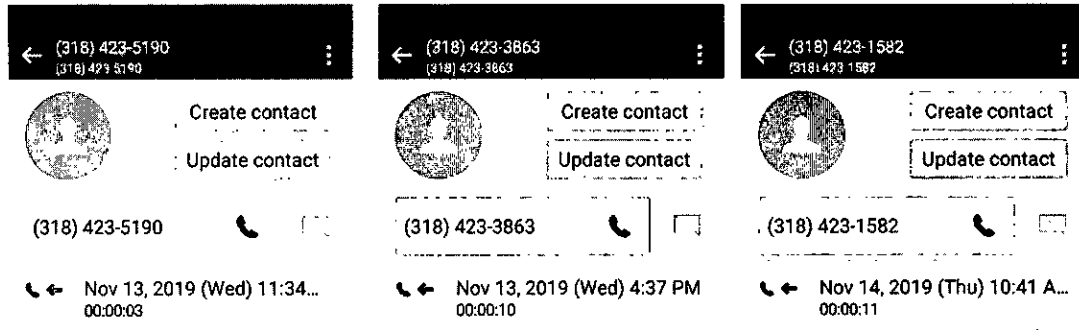 (318) 423-5190
(318) 423-5190
Create contact
Update contact
(318) 423-5190
Nov 13, 2019 (Wed) 11:34...
00:00:03
(318) 423-3863
(318) 423-3863
Create contact
Update contact
(318) 423-3863
Nov 13, 2019 (Wed) 4:37 PM
00:00:10
(318) 423-1582
(318) 423-1582
Create contact
Update contact
(318) 423-1582
Nov 14, 2019 (Thu) 10:41 A...
00:00:11